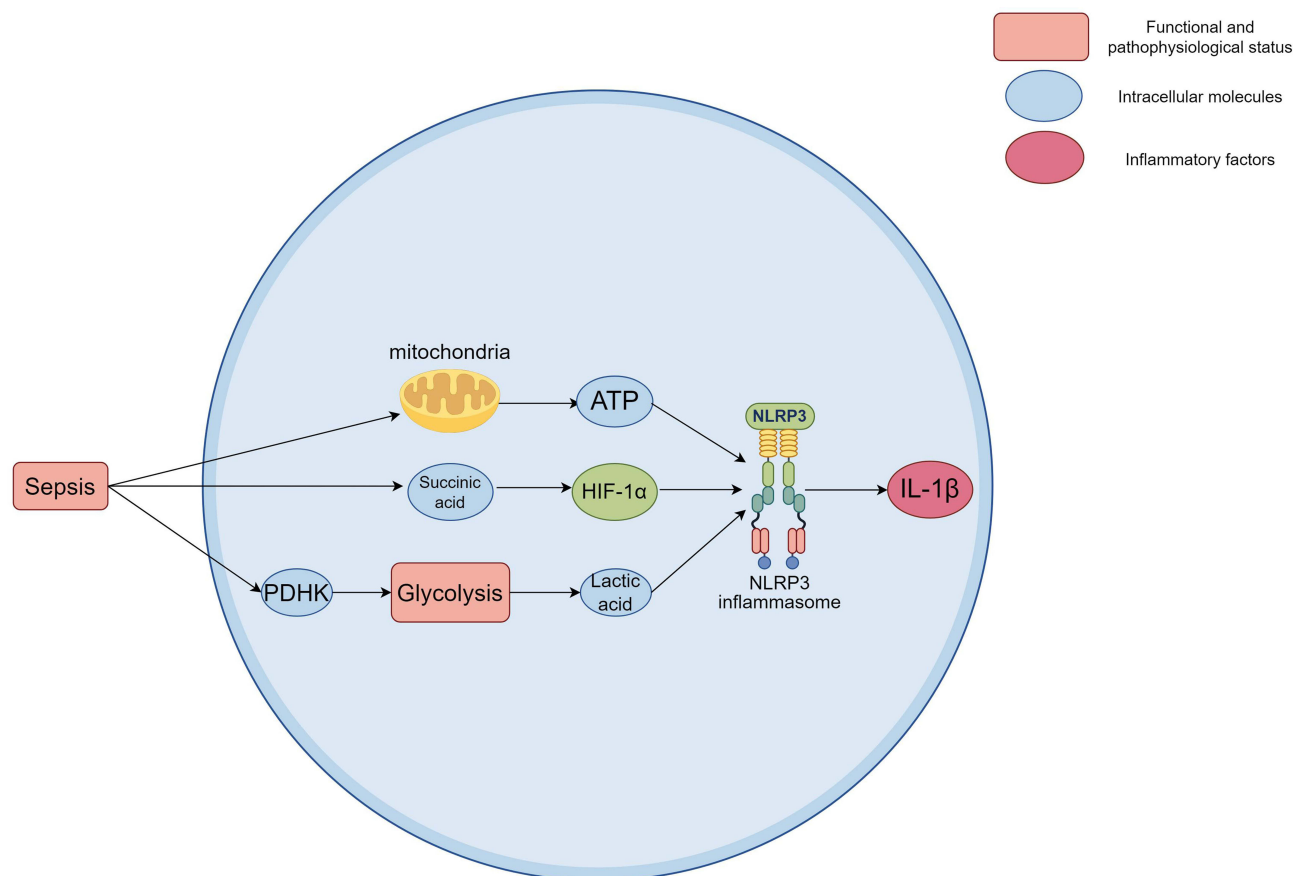 Functional and
pathophysiological status
Intracellular molecules
Inflammatory factors
mitochondria
ATP
NLRP3
Sepsis
Succinic
acid
HIF-1α
IL-1β
PDHK
Glycolysis
Lactic
acid
NLRP3
inflammasome